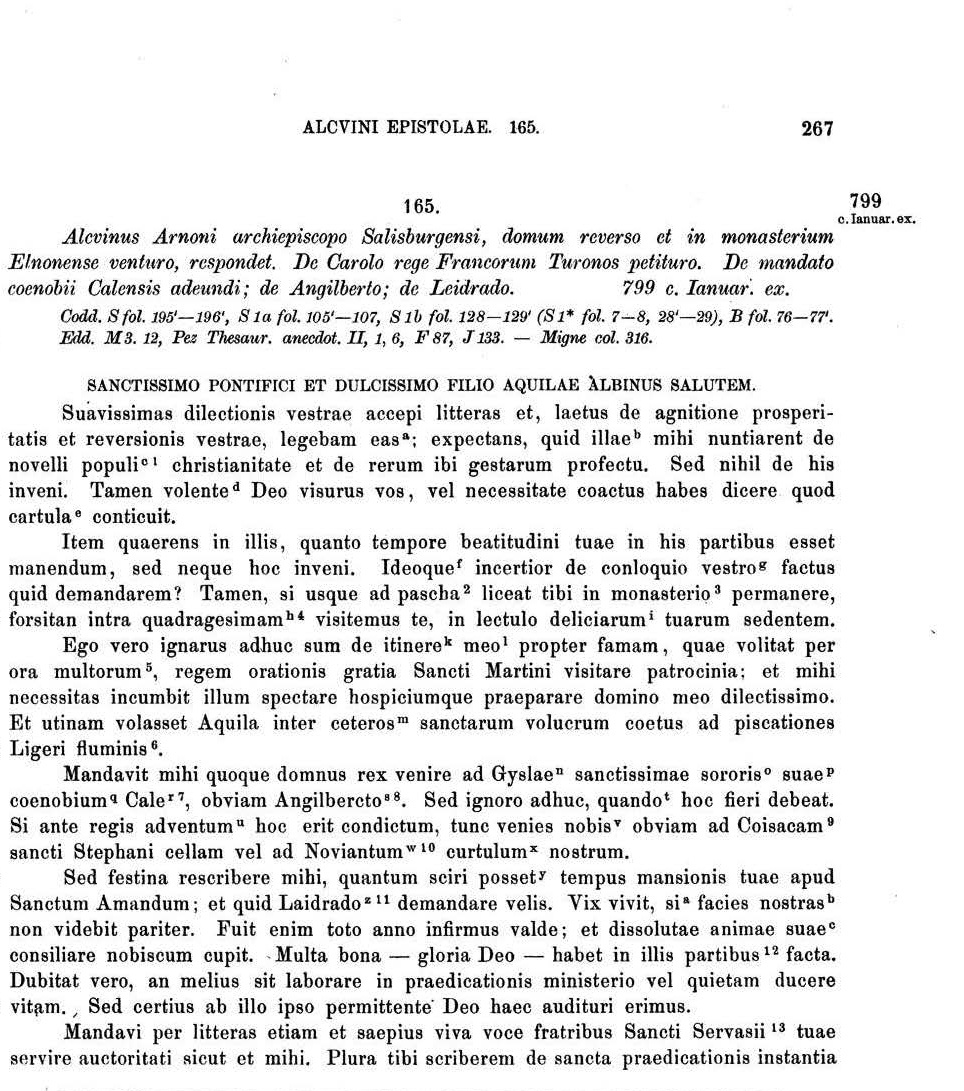 ALCVINI EPISTOLAE. 165. 267
165.
799
c. Ianuar. ex.
Alcvinus Arnoni archiepiscopo Salisburgensi, domum reverso et in monasterium
Elnonense venturo, respondet. De Carolo rege Francorum Turonos petituro. De mandato
coenobii Calensis adeundi; de Angilberto; de Leidrado. 799 c. Ianuar. ex.
Codd. S fol. 195'—196', S 1a fol. 105'—107, S 1b fol. 128—129' (S 1* fol. 7—8, 28'—29), B fol. 76—77'.
Edd. M 3. 12, Pez Thesaur. anecdot. II, 1, 6, F 87, J 133. — Migne col. 316.
SANCTISSIMO PONTIFICI ET DULCISSIMO FILIO AQUILAE ALBINUS SALUTEM.
Suavissimas dilectionis vestrae accepi litteras et, laetus de agnitione prosperi-
tatis et reversionis vestrae, legebam eas ᵃ; expectans, quid illae ᵇ mihi nuntiarent de
novelli populi ᶜ ¹ christianitate et de rerum ibi gestarum profectu. Sed nihil de his
inveni. Tamen volente ᵈ Deo visurus vos, vel necessitate coactus habes dicere quod
cartula ᵉ conticuit.
Item quaerens in illis, quanto tempore beatitudini tuae in his partibus esset
manendum, sed neque hoc inveni. Ideoque ᶠ incertior de conloquio vestro ᵍ factus
quid demandarem? Tamen, si usque ad pascha ² liceat tibi in monasterio ³ permanere,
forsitan intra quadragesimam ʰ ⁴ visitemus te, in lectulo deliciarum ⁱ tuarum sedentem.
Ego vero ignarus adhuc sum de itinere ᵏ meo ˡ propter famam, quae volitat per
ora multorum ⁵, regem orationis gratia Sancti Martini visitare patrocinia; et mihi
necessitas incumbit illum spectare hospiciumque praeparare domino meo dilectissimo.
Et utinam volasset Aquila inter ceteros ᵐ sanctarum volucrum coetus ad piscationes
Ligeri fluminis ⁶.
Mandavit mihi quoque domnus rex venire ad Gyslae ⁿ sanctissimae sororis ᵒ suae ᵖ
coenobium q Cale ʳ ⁷, obviam Angilbercto ˢ ⁸. Sed ignoro adhuc, quando ᵗ hoc fieri debeat.
Si ante regis adventum ᵘ hoc erit condictum, tunc venies nobis ᵛ obviam ad Coisacam ⁹
sancti Stephani cellam vel ad Noviantum ʷ ¹⁰ curtulum ˣ nostrum.
Sed festina rescribere mihi, quantum sciri posset ʸ tempus mansionis tuae apud
Sanctum Amandum; et quid Laidrado ᶻ ¹¹ demandare velis. Vix vivit, si ᵃ facies nostras ᵇ
non videbit pariter. Fuit enim toto anno infirmus valde; et dissolutae animae suae ᶜ
consiliare nobiscum cupit. Multa bona — gloria Deo — habet in illis partibus ¹² facta.
Dubitat vero, an melius sit laborare in praedicationis ministerio vel quietam ducere
vitam. Sed certius ab illo ipso permittente Deo haec audituri erimus.
Mandavi per litteras etiam et saepius viva voce fratribus Sancti Servasii ¹³ tuae
servire auctoritati sicut et mihi. Plura tibi scriberem de sancta praedicationis instantia